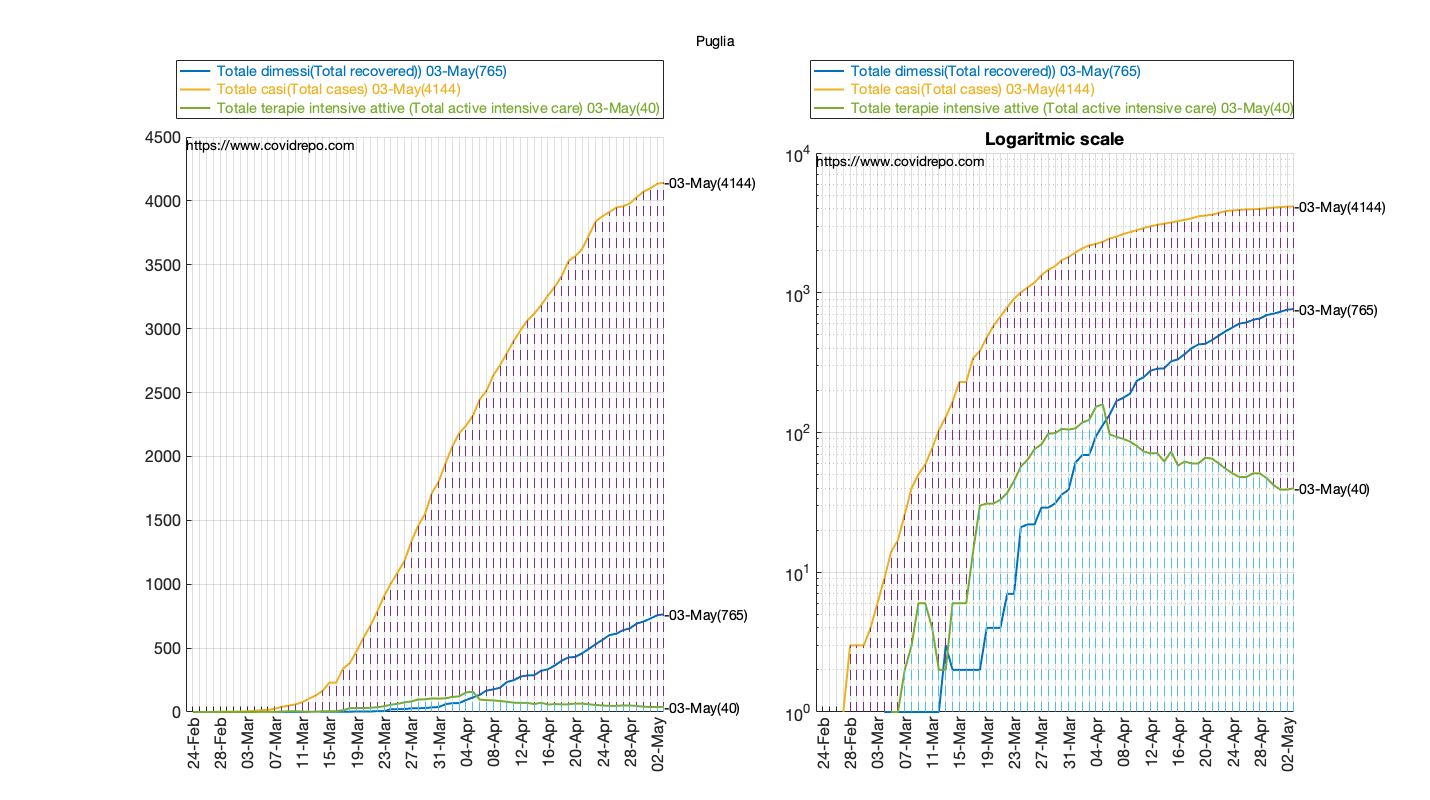 Puglia
Totale dimessi(Total recovered)) 03-May(765)
Totale casi(Total cases) 03-May(4144)
Totale terapie intensive attive (Total active intensive care) 03-May(40)
https://www.covidrepo.com
4500
4000
3500
3000
2500
2000
1500
1000
500
0
-03-May(4144)
-03-May(765)
-03-May(40)
24-Feb
28-Feb
03-Mar
07-Mar
11-Mar
15-Mar
19-Mar
23-Mar
27-Mar
31-Mar
04-Apr
08-Apr
12-Apr
16-Apr
20-Apr
24-Apr
28-Apr
02-May
Totale dimessi(Total recovered)) 03-May(765)
Totale casi(Total cases) 03-May(4144)
Totale terapie intensive attive (Total active intensive care) 03-May(40)
Logaritmic scale
https://www.covidrepo.com
10^4
10^3
10^2
10^1
10^0
-03-May(4144)
-03-May(765)
-03-May(40)
24-Feb
28-Feb
03-Mar
07-Mar
11-Mar
15-Mar
19-Mar
23-Mar
27-Mar
31-Mar
04-Apr
08-Apr
12-Apr
16-Apr
20-Apr
24-Apr
28-Apr
02-May